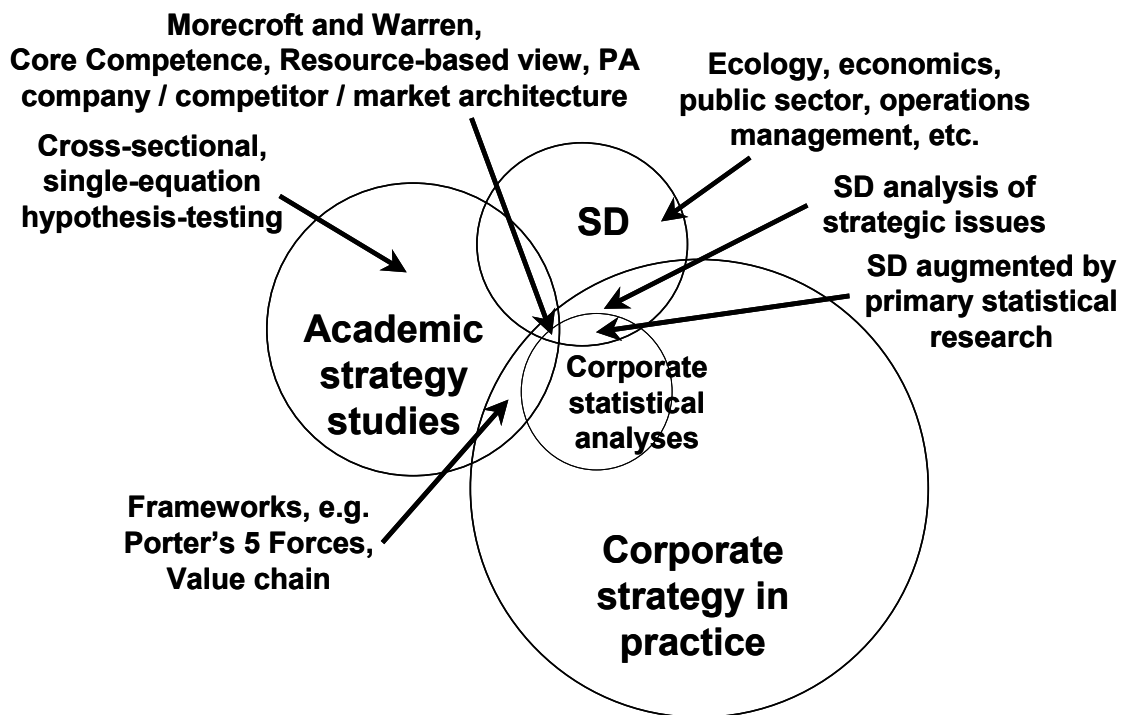 Morecroft and Warren,
Core Competence, Resource-based view, PA
company / competitor / market architecture
Ecology, economics,
public sector, operations
management, etc.
Cross-sectional,
single-equation
hypothesis-testing
SD
SD analysis of
strategic issues
SD augmented by
primary statistical
research
Academic
strategy
studies
Corporate
statistical
analyses
Frameworks, e.g.
Porter's 5 Forces,
Value chain
Corporate
strategy in
practice